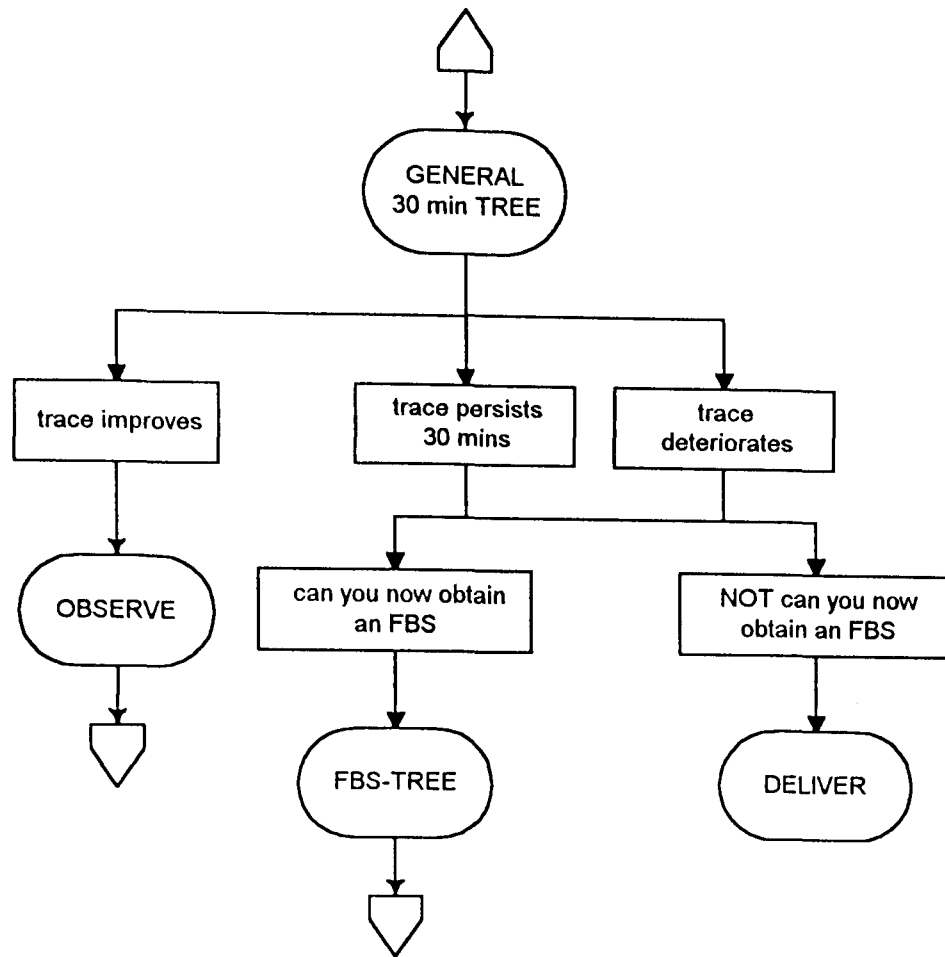 GENERAL
30 min TREE
trace improves
trace persists
30 mins
trace
deteriorates
can you now obtain
an FBS
NOT can you now
obtain an FBS
OBSERVE
FBS-TREE
DELIVER